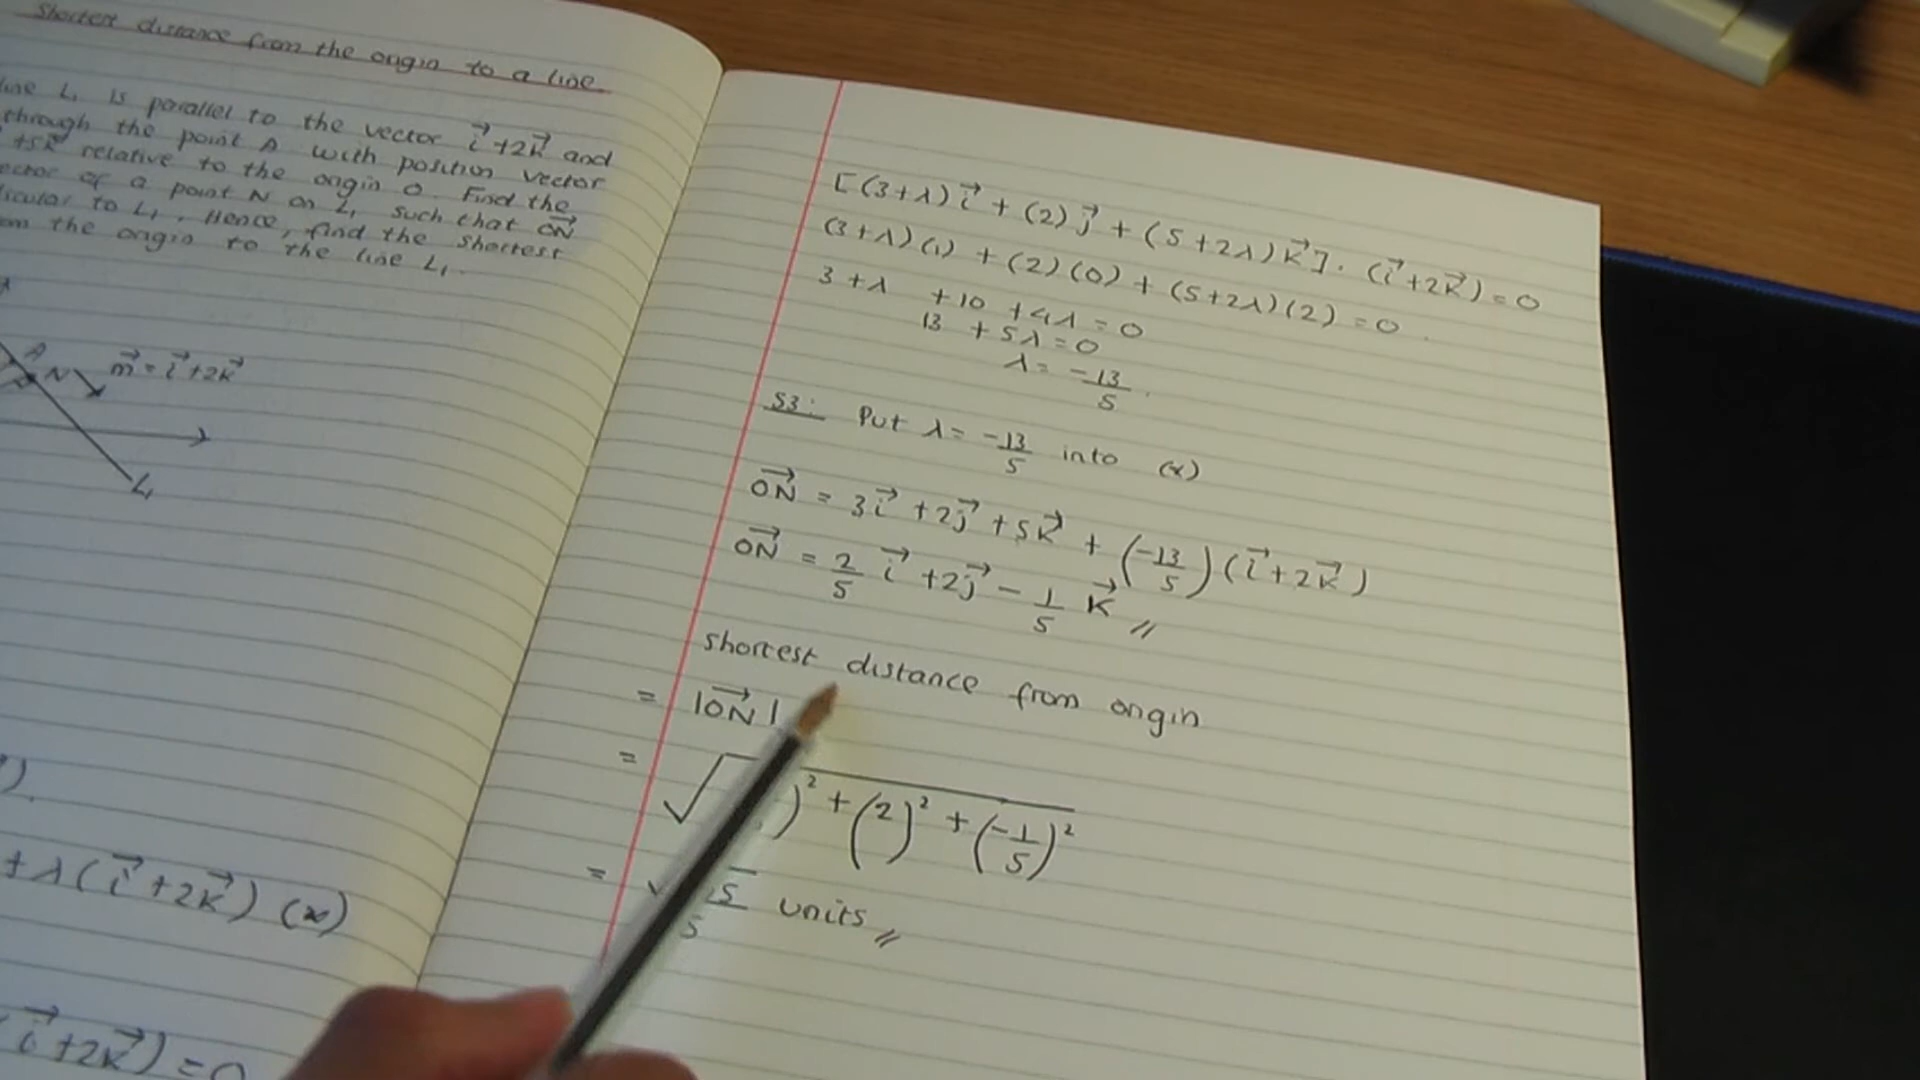 Shortest distance from the origin to a line.
line L₁ is parallel to the vector i⃗+2k⃗ and
through the point A with position vector
+5k⃗ relative to the origin O. Find the
of a point N on L₁ such that O⃗N⃗
to L₁. Hence, find the shortest
the origin to the line L₁.
A
N m⃗ = i⃗+2k⃗
L₁
+ λ(i⃗+2k⃗) (*)
i⃗+2k⃗) = 0
[(3+λ)i⃗ + (2)j⃗ + (5+2λ)k⃗]. (i⃗+2k⃗) = 0
(3+λ)(1) + (2)(0) + (5+2λ)(2) = 0
3+λ +10 +4λ = 0
13 + 5λ = 0
λ = -13/5
S3: Put λ = -13/5 into (*)
O⃗N⃗ = 3i⃗ + 2j⃗ + 5k⃗ + (-13/5)(i⃗+2k⃗)
O⃗N⃗ = 2/5 i⃗ + 2j⃗ - 1/5 k⃗ //
Shortest distance from origin
= |O⃗N⃗|
= √ )² + (2)² + (-1/5)²
= units //